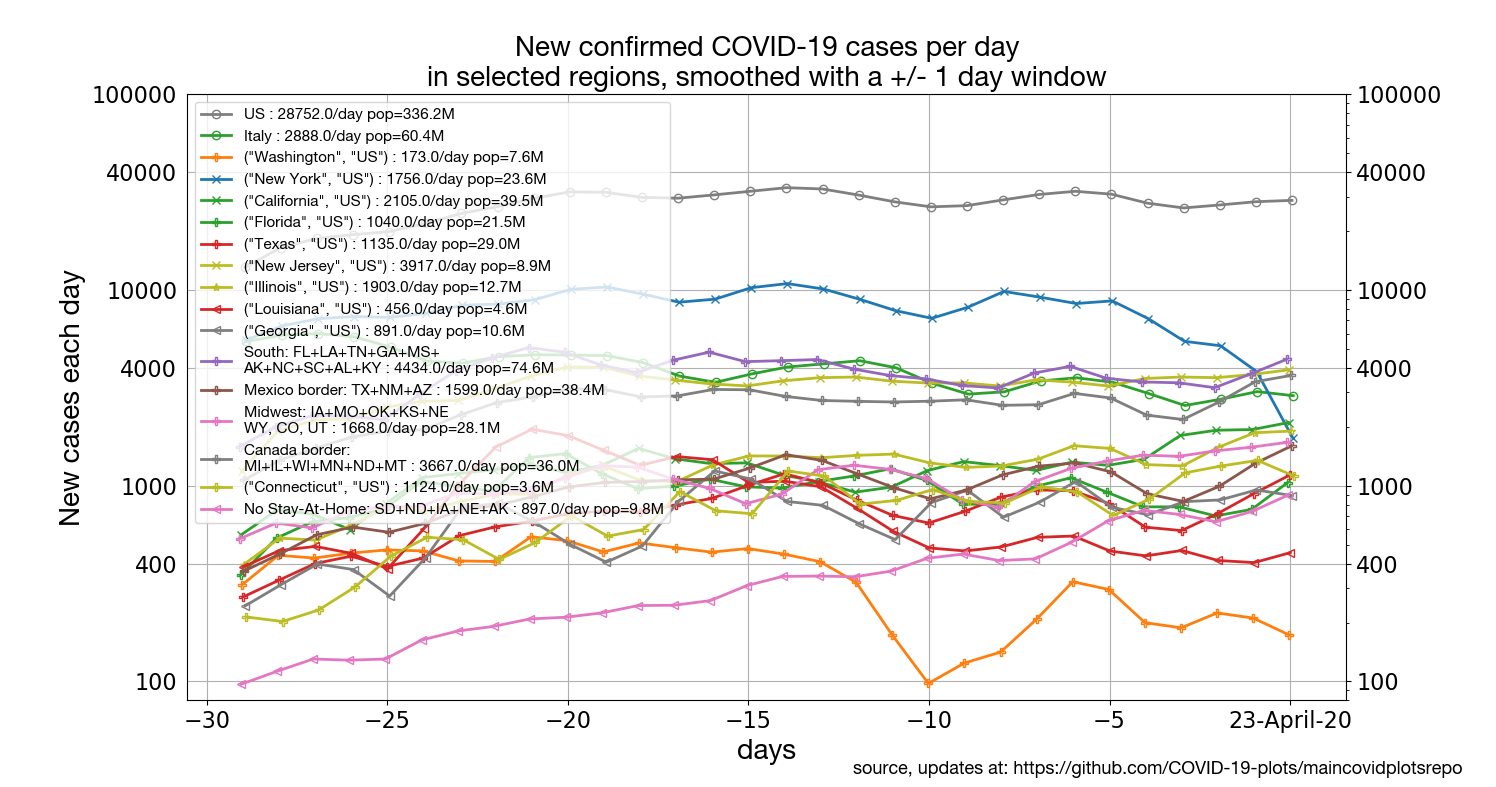 New confirmed COVID-19 cases per day
in selected regions, smoothed with a +/- 1 day window
100000
40000
10000
4000
1000
400
100
New cases each day
US : 28752.0/day pop=336.2M
Italy : 2888.0/day pop=60.4M
("Washington", "US") : 173.0/day pop=7.6M
("New York", "US") : 1756.0/day pop=23.6M
("California", "US") : 2105.0/day pop=39.5M
("Florida", "US") : 1040.0/day pop=21.5M
("Texas", "US") : 1135.0/day pop=29.0M
("New Jersey", "US") : 3917.0/day pop=8.9M
("Illinois", "US") : 1903.0/day pop=12.7M
("Louisiana", "US") : 456.0/day pop=4.6M
("Georgia", "US") : 891.0/day pop=10.6M
South: FL+LA+TN+GA+MS+
AK+NC+SC+AL+KY : 4434.0/day pop=74.6M
Mexico border: TX+NM+AZ : 1599.0/day pop=38.4M
Midwest: IA+MO+OK+KS+NE
WY, CO, UT : 1668.0/day pop=28.1M
Canada border:
MI+IL+WI+MN+ND+MT : 3667.0/day pop=36.0M
("Connecticut", "US") : 1124.0/day pop=3.6M
No Stay-At-Home: SD+ND+IA+NE+AK : 897.0/day pop=9.8M
100000
40000
10000
4000
1000
400
100
−30
−25
−20
−15
−10
−5
23-April-20
days
source, updates at: https://github.com/COVID-19-plots/maincovidplotsrepo